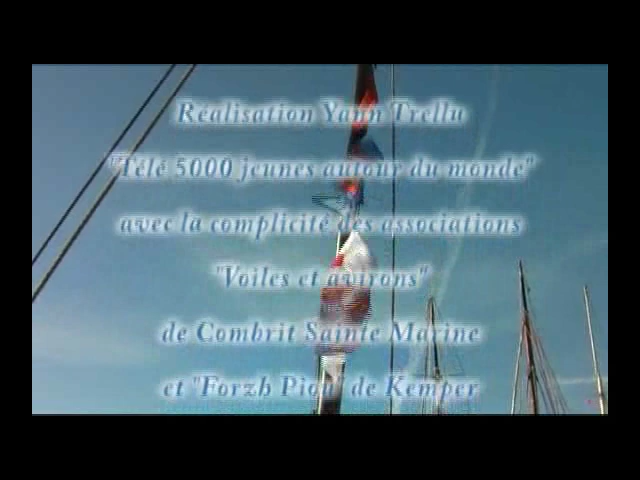 Réalisation Yann Trellu
"Télé 5000 jeunes autour du monde"
avec la complicité des associations
"Voiles et avirons"
de Combrit Sainte Marine
et "Forzh Piou" de Kemper